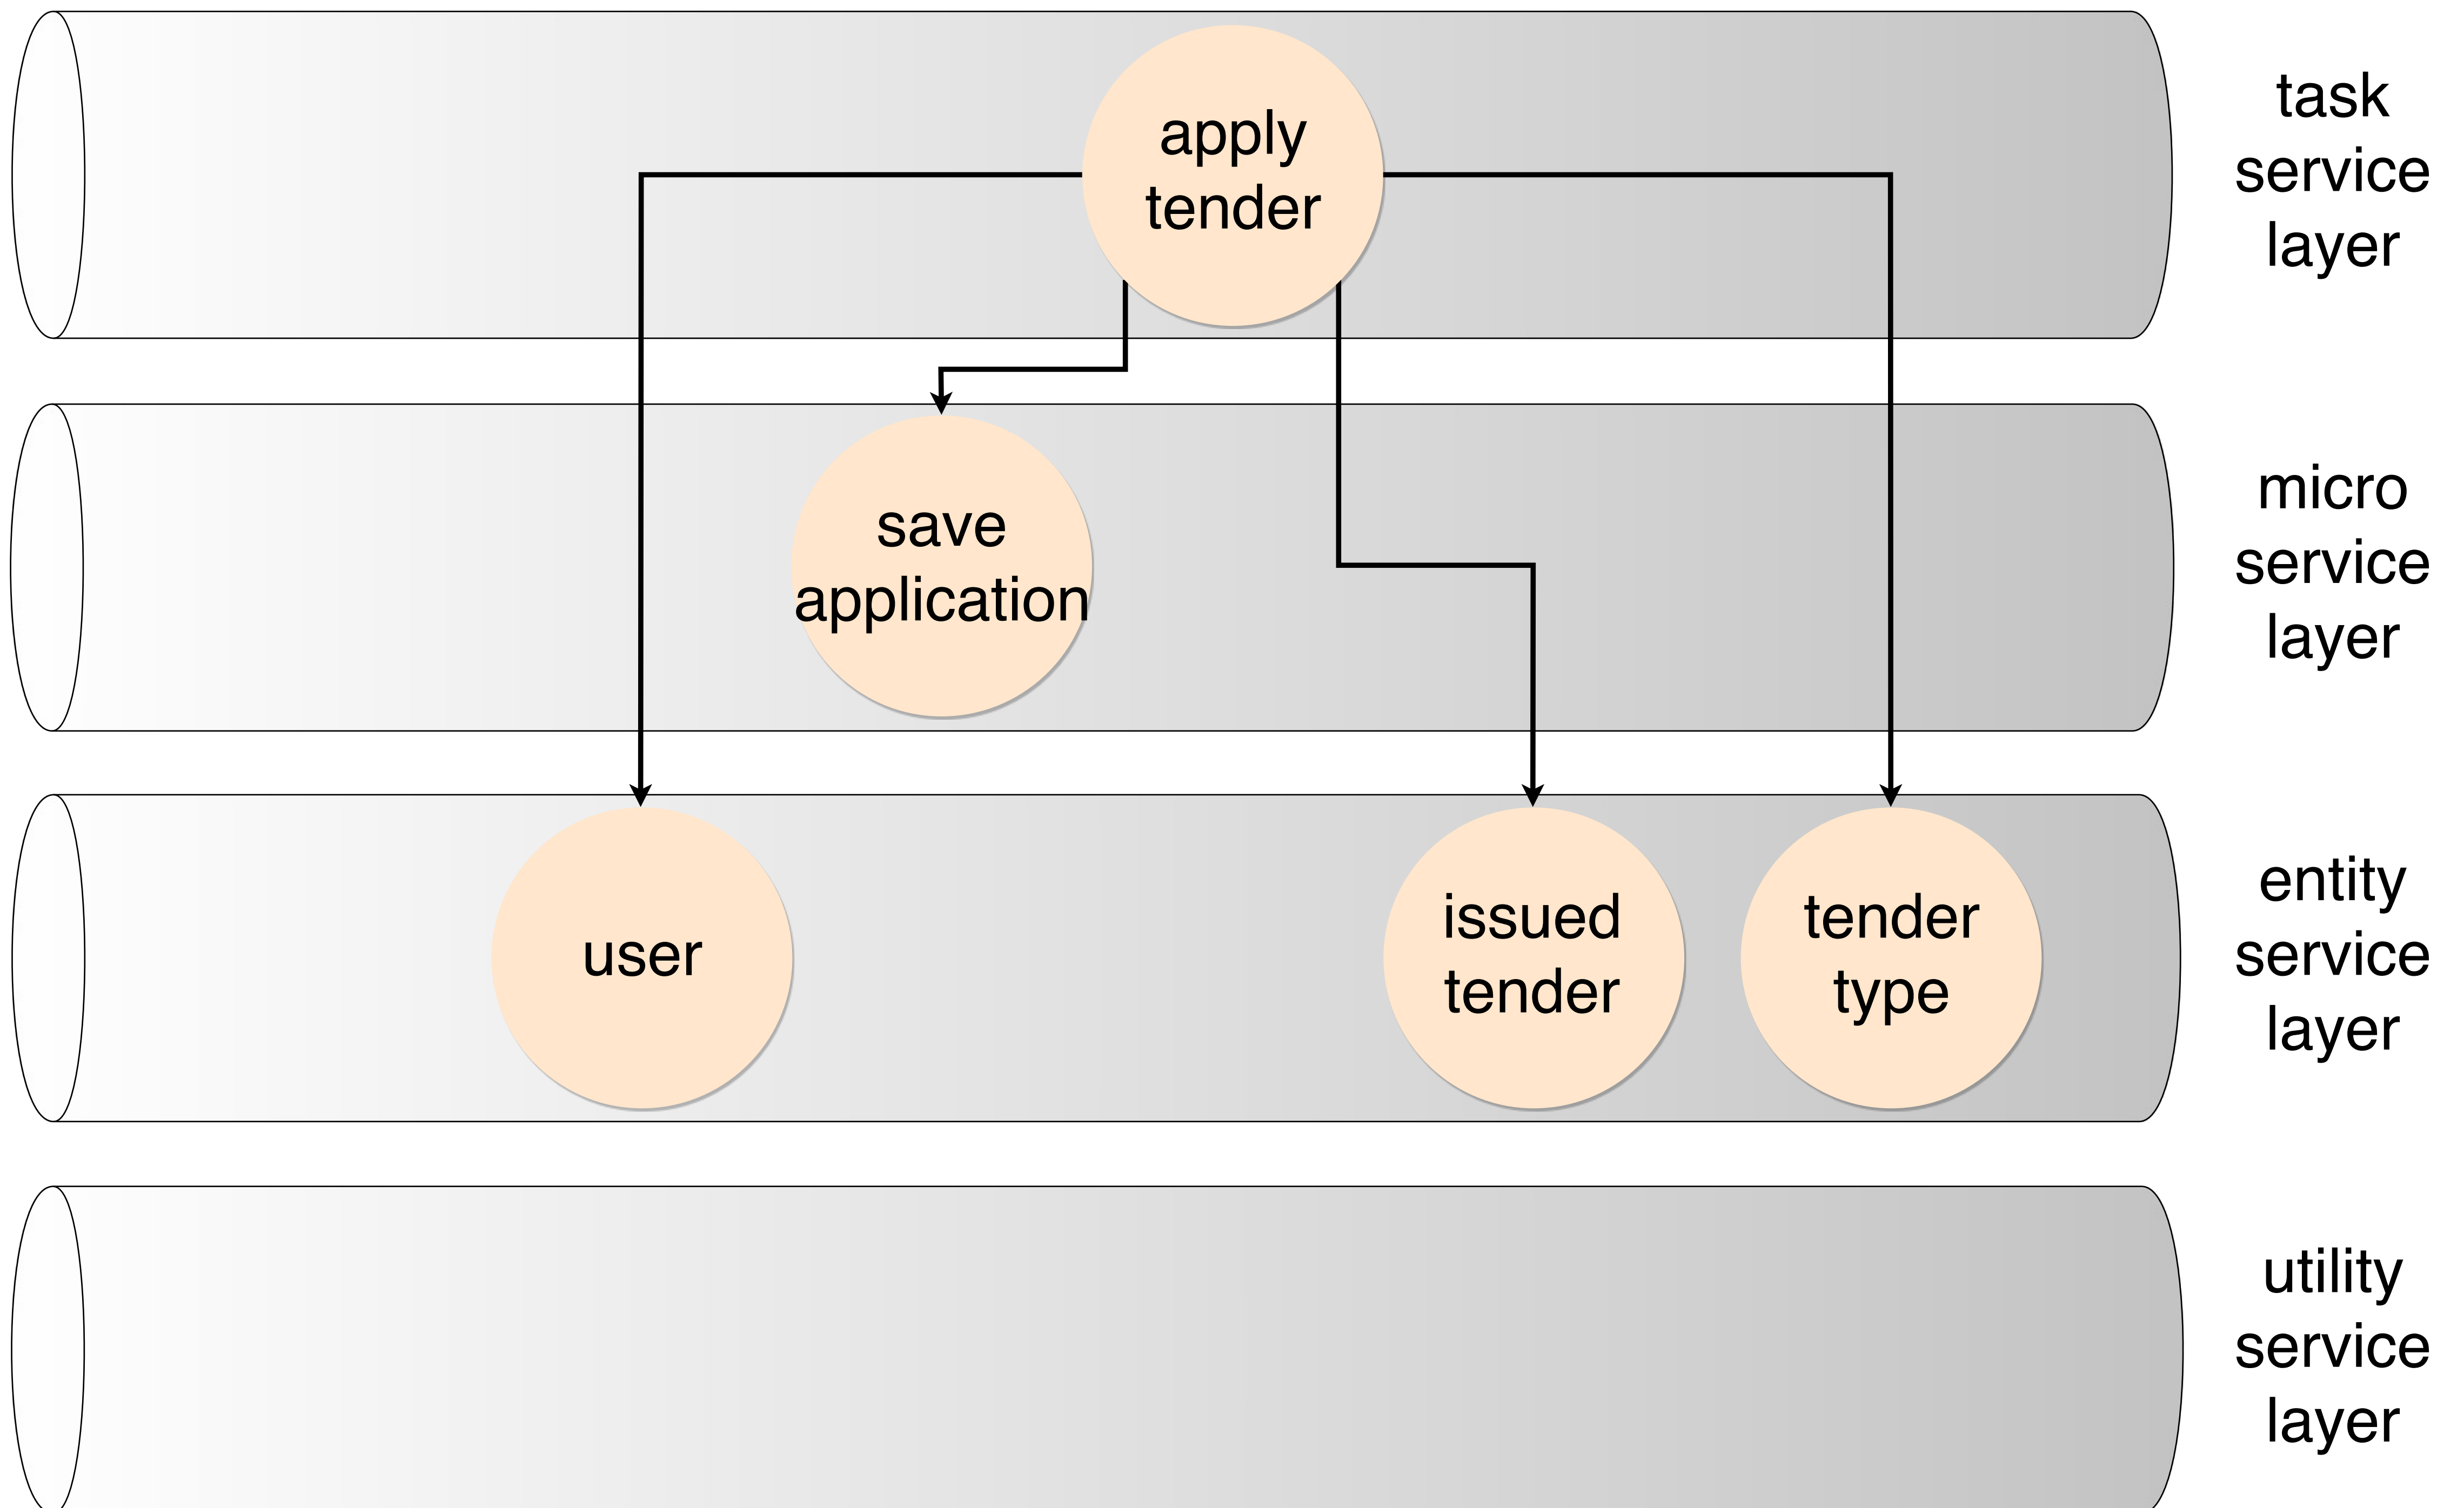 apply
tender
task
service
layer
save
application
micro
service
layer
user
issued
tender
tender
type
entity
service
layer
utility
service
layer